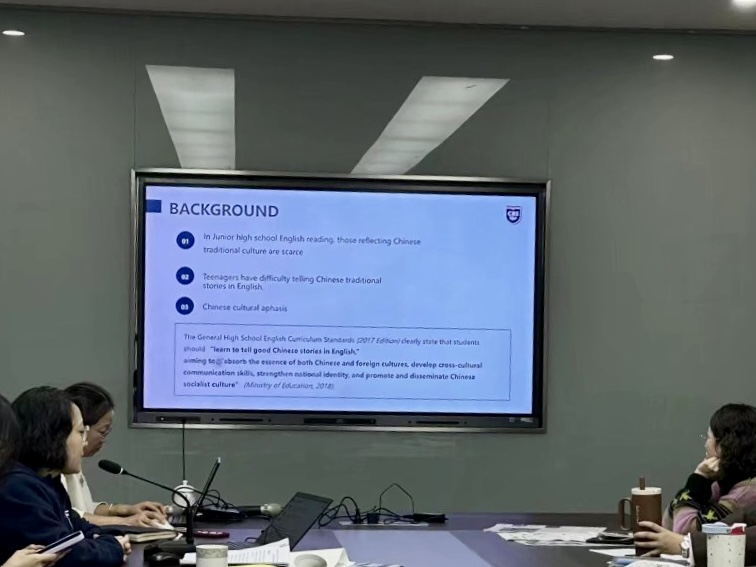 BACKGROUND
CBI
01
In Junior high school English reading, those reflecting Chinese
traditional culture are scarce
02
Teenagers have difficulty telling Chinese traditional
stories in English.
03
Chinese cultural aphasis
The General High School English Curriculum Standards (2017 Edition) clearly state that students
should "learn to tell good Chinese stories in English,"
aiming to "absorb the essence of both Chinese and foreign cultures, develop cross-cultural
communication skills, strengthen national identity, and promote and disseminate Chinese
socialist culture" (Ministry of Education, 2018).